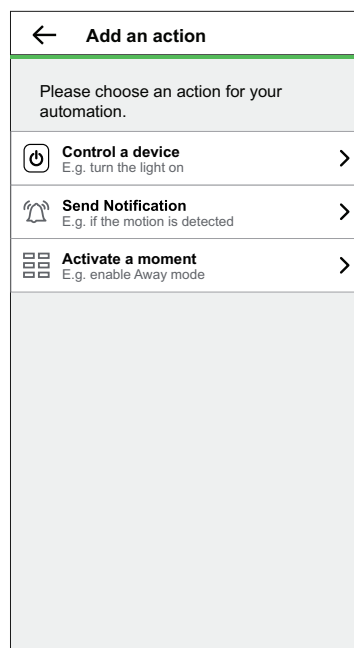 Add an action
Please choose an action for your
automation.
Control a device
E.g. turn the light on
Send Notification
E.g. if the motion is detected
Activate a moment
E.g. enable Away mode